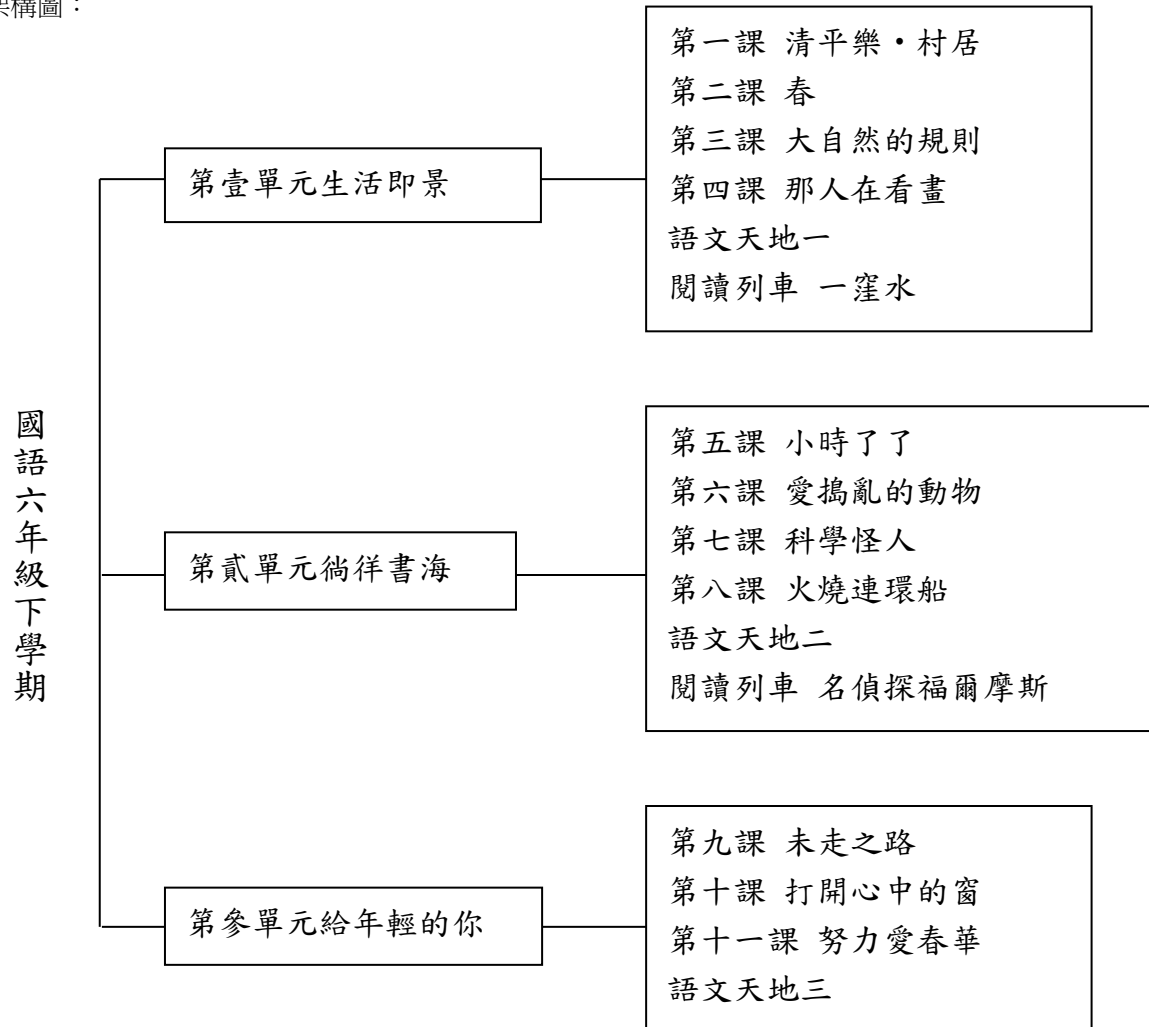 架構圖：
國語六年級下學期
第壹單元生活即景
第一課 清平樂・村居
第二課 春
第三課 大自然的規則
第四課 那人在看畫
語文天地一
閱讀列車 一窪水
第貳單元徜徉書海
第五課 小時了了
第六課 愛搗亂的動物
第七課 科學怪人
第八課 火燒連環船
語文天地二
閱讀列車 名偵探福爾摩斯
第參單元給年輕的你
第九課 未走之路
第十課 打開心中的窗
第十一課 努力愛春華
語文天地三